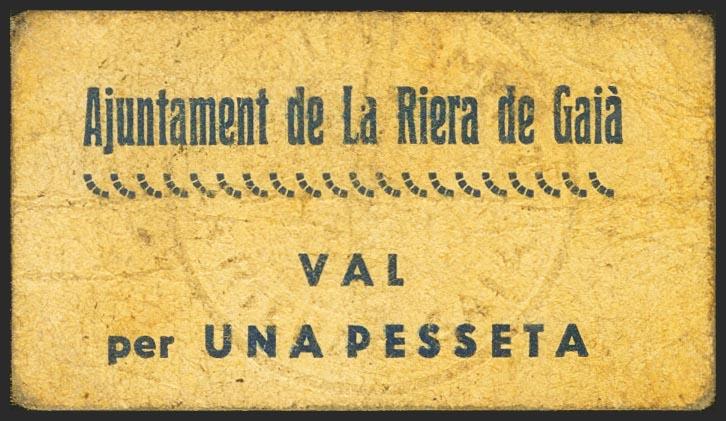 Ajuntament de La Riera de Gaià
VAL
per UNA PESSETA